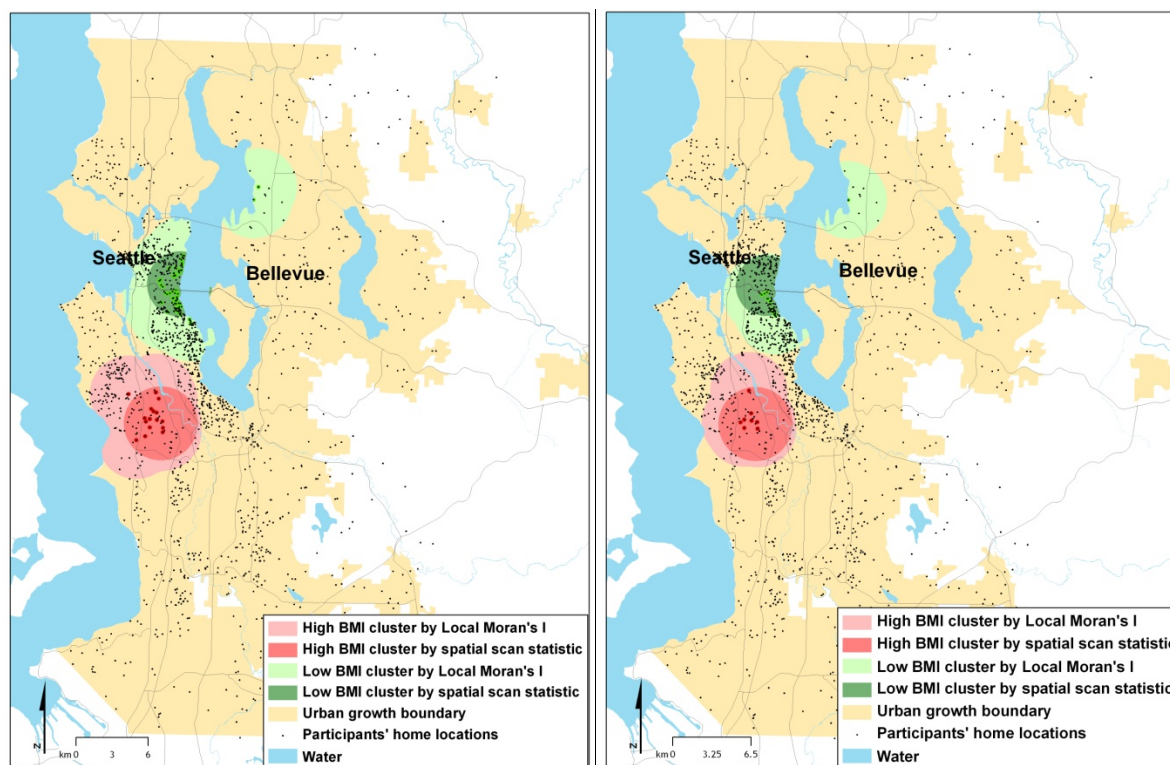 Seattle
Bellevue
High BMI cluster by Local Moran's I
High BMI cluster by spatial scan statistic
Low BMI cluster by Local Moran's I
Low BMI cluster by spatial scan statistic
Urban growth boundary
Participants' home locations
Water
N
km 0 3 6
Seattle
Bellevue
High BMI cluster by Local Moran's I
High BMI cluster by spatial scan statistic
Low BMI cluster by Local Moran's I
Low BMI cluster by spatial scan statistic
Urban growth boundary
Participants' home locations
Water
N
km 0 3.25 6.5